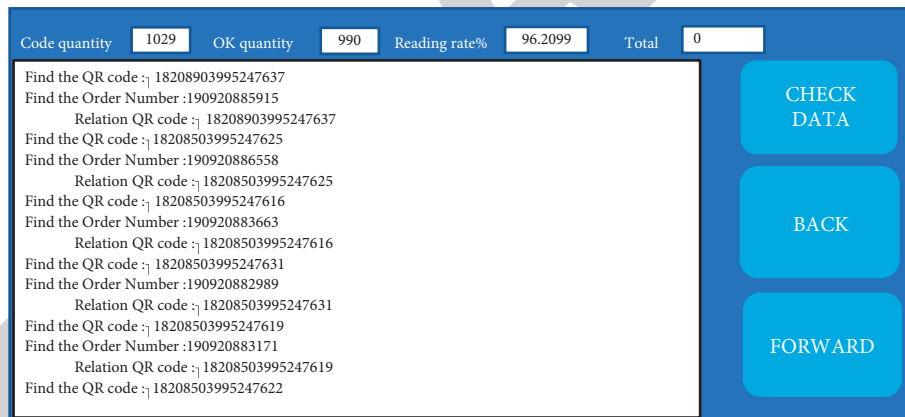 Code quantity 1029 OK quantity 990 Reading rate% 96.2099 Total 0
Find the QR code :┐ 18208903995247637
Find the Order Number :190920885915
Relation QR code :┐ 18208903995247637
Find the QR code :┐18208503995247625
Find the Order Number :190920886558
Relation QR code :┐18208503995247625
Find the QR code :┐ 18208503995247616
Find the Order Number :190920883663
Relation QR code :┐18208503995247616
Find the QR code :┐ 18208503995247631
Find the Order Number :190920882989
Relation QR code :┐18208503995247631
Find the QR code :┐ 18208503995247619
Find the Order Number :190920883171
Relation QR code :┐18208503995247619
Find the QR code :┐18208503995247622
CHECK
DATA
BACK
FORWARD